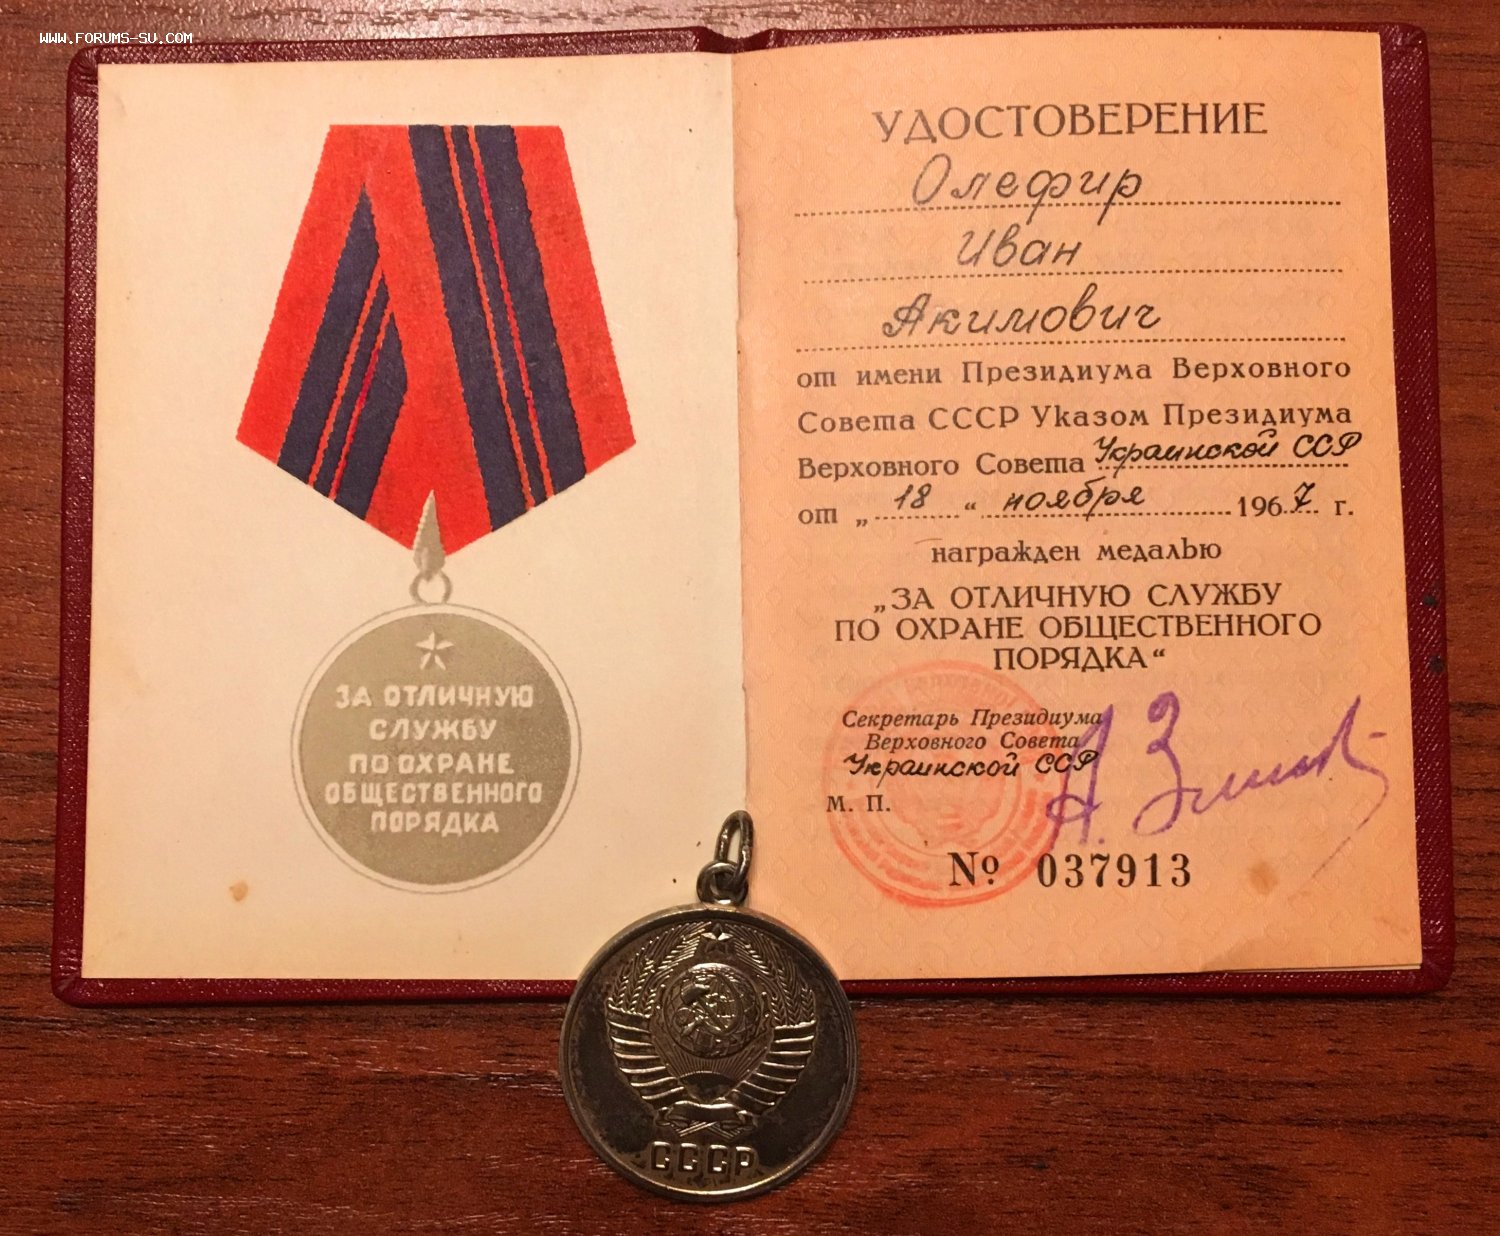 WWW.FORUMS-SU.COM
ЗА ОТЛИЧНУЮ
СЛУЖБУ
ПО ОХРАНЕ
ОБЩЕСТВЕННОГО
ПОРЯДКА
УДОСТОВЕРЕНИЕ
Олефир
Иван
Акимович
от имени Президиума Верховного
Совета СССР Указом Президиума
Верховного Совета Украинской ССР
от „ 18 “ ноября 1967 г.
награжден медалью
„ЗА ОТЛИЧНУЮ СЛУЖБУ
ПО ОХРАНЕ ОБЩЕСТВЕННОГО
ПОРЯДКА“
Секретарь Президиума
Верховного Совета
Украинской ССР
М. П.
№ 037913
СССР